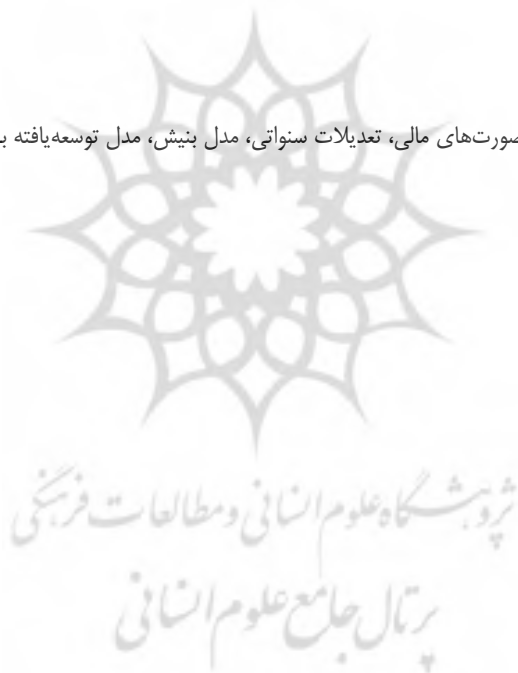 صورت‌های مالی، تعدیلات سنواتی، مدل بنیش، مدل توسعه‌یافته ب
پژوهشگاه علوم انسانی و مطالعات فرهنگی
پرتال جامع علوم انسانی